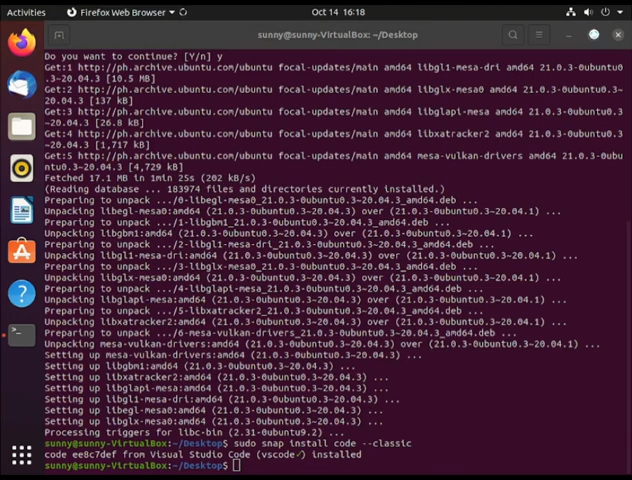 Activities
Firefox Web Browser
Oct 14 16:18
sunny@sunny-VirtualBox: ~/Desktop
Do you want to continue? [Y/n] y
Get:1 http://ph.archive.ubuntu.com/ubuntu focal-updates/main amd64 libgl1-mesa-dri amd64 21.0.3-0ubuntu0
.3~20.04.3 [10.5 MB]
Get:2 http://ph.archive.ubuntu.com/ubuntu focal-updates/main amd64 libglx-mesa0 amd64 21.0.3-0ubuntu0.3~
20.04.3 [137 kB]
Get:3 http://ph.archive.ubuntu.com/ubuntu focal-updates/main amd64 libglapi-mesa amd64 21.0.3-0ubuntu0.3
~20.04.3 [26.8 kB]
Get:4 http://ph.archive.ubuntu.com/ubuntu focal-updates/main amd64 libxatracker2 amd64 21.0.3-0ubuntu0.3
~20.04.3 [1,717 kB]
Get:5 http://ph.archive.ubuntu.com/ubuntu focal-updates/main amd64 mesa-vulkan-drivers amd64 21.0.3-0ubu
ntu0.3~20.04.3 [4,729 kB]
Fetched 17.1 MB in 1min 25s (202 kB/s)
(Reading database ... 183974 files and directories currently installed.)
Preparing to unpack .../0-libegl-mesa0_21.0.3-0ubuntu0.3~20.04.3_amd64.deb ...
Unpacking libegl-mesa0:amd64 (21.0.3-0ubuntu0.3~20.04.3) over (21.0.3-0ubuntu0.3~20.04.1) ...
Preparing to unpack .../1-libgbm1_21.0.3-0ubuntu0.3~20.04.3_amd64.deb ...
Unpacking libgbm1:amd64 (21.0.3-0ubuntu0.3~20.04.3) over (21.0.3-0ubuntu0.3~20.04.1) ...
Preparing to unpack .../2-libgl1-mesa-dri_21.0.3-0ubuntu0.3~20.04.3_amd64.deb ...
Unpacking libgl1-mesa-dri:amd64 (21.0.3-0ubuntu0.3~20.04.3) over (21.0.3-0ubuntu0.3~20.04.1) ...
Preparing to unpack .../3-libglx-mesa0_21.0.3-0ubuntu0.3~20.04.3_amd64.deb ...
Unpacking libglx-mesa0:amd64 (21.0.3-0ubuntu0.3~20.04.3) over (21.0.3-0ubuntu0.3~20.04.1) ...
Preparing to unpack .../4-libglapi-mesa_21.0.3-0ubuntu0.3~20.04.3_amd64.deb ...
Unpacking libglapi-mesa:amd64 (21.0.3-0ubuntu0.3~20.04.3) over (21.0.3-0ubuntu0.3~20.04.1) ...
Preparing to unpack .../5-libxatracker2_21.0.3-0ubuntu0.3~20.04.3_amd64.deb ...
Unpacking libxatracker2:amd64 (21.0.3-0ubuntu0.3~20.04.3) over (21.0.3-0ubuntu0.3~20.04.1) ...
Preparing to unpack .../6-mesa-vulkan-drivers_21.0.3-0ubuntu0.3~20.04.3_amd64.deb ...
Unpacking mesa-vulkan-drivers:amd64 (21.0.3-0ubuntu0.3~20.04.3) over (21.0.3-0ubuntu0.3~20.04.1) ...
Setting up mesa-vulkan-drivers:amd64 (21.0.3-0ubuntu0.3~20.04.3) ...
Setting up libgbm1:amd64 (21.0.3-0ubuntu0.3~20.04.3) ...
Setting up libxatracker2:amd64 (21.0.3-0ubuntu0.3~20.04.3) ...
Setting up libglapi-mesa:amd64 (21.0.3-0ubuntu0.3~20.04.3) ...
Setting up libgl1-mesa-dri:amd64 (21.0.3-0ubuntu0.3~20.04.3) ...
Setting up libegl-mesa0:amd64 (21.0.3-0ubuntu0.3~20.04.3) ...
Setting up libglx-mesa0:amd64 (21.0.3-0ubuntu0.3~20.04.3) ...
Processing triggers for libc-bin (2.31-0ubuntu9.2) ...
sunny@sunny-VirtualBox:~/Desktop$ sudo snap install code --classic
code ee8c7def from Visual Studio Code (vscode✓) installed
sunny@sunny-VirtualBox:~/Desktop$